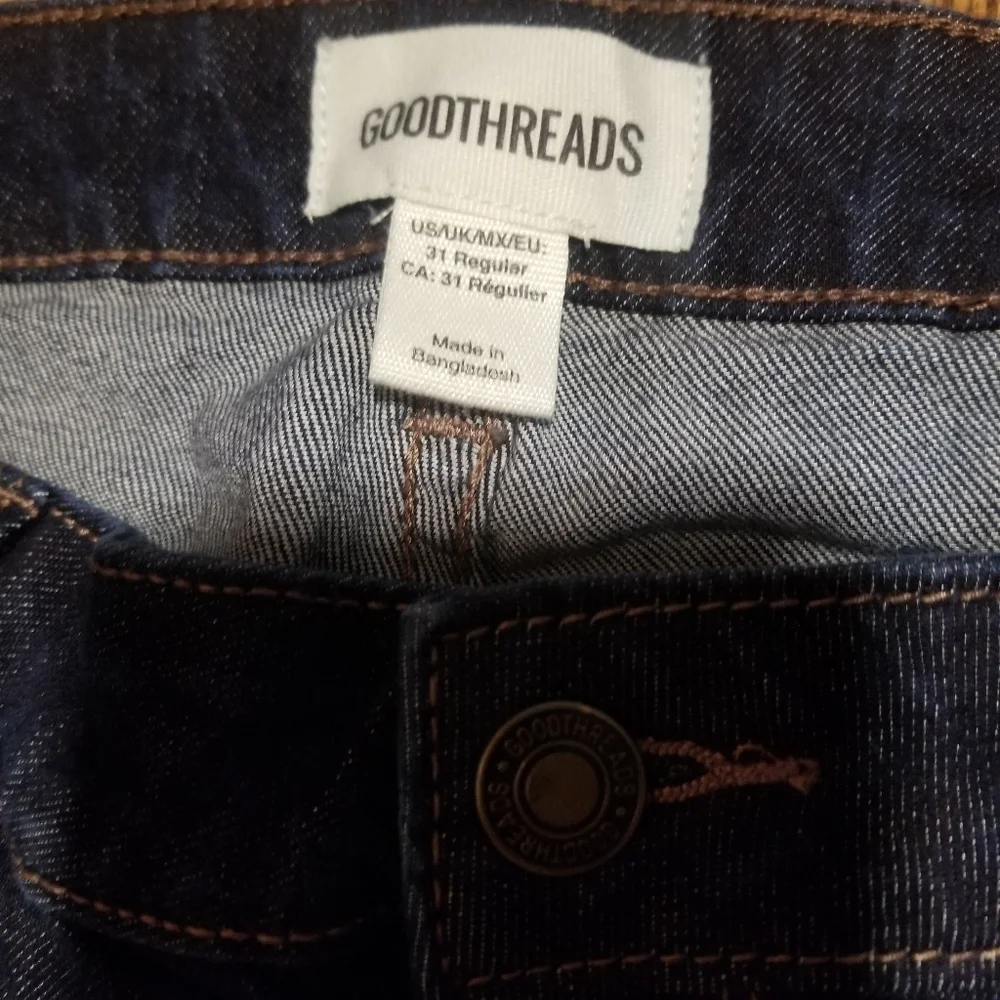 GOODTHREADS
US/UK/MX/EU:
31 Regular
CA: 31 Régulier
Made in
Bangladesh
GOODTHREADS • GOODTHREADS •